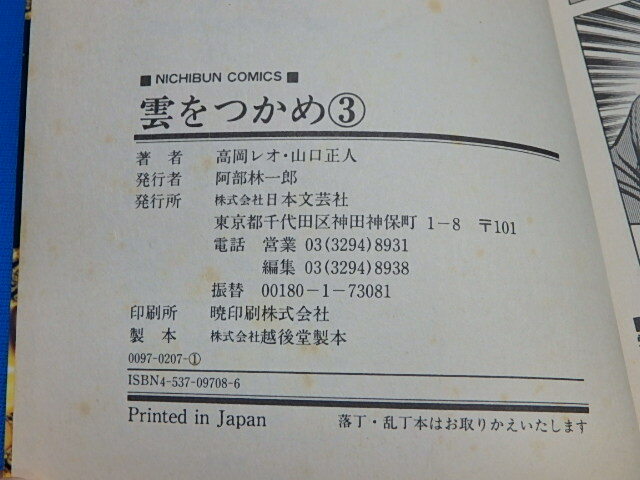 ■ NICHIBUN COMICS ■
雲をつかめ③
著 者 高岡レオ・山口正人
発行者 阿部林一郎
発行所 株式会社日本文芸社
東京都千代田区神田神保町 1-8 〒101
電話 営業 03(3294)8931
編集 03(3294)8938
振替 00180-1-73081
印刷所 暁印刷株式会社
製 本 株式会社越後堂製本
0097-0207-①
ISBN4-537-09708-6
Printed in Japan 落丁・乱丁本はお取りかえいたします